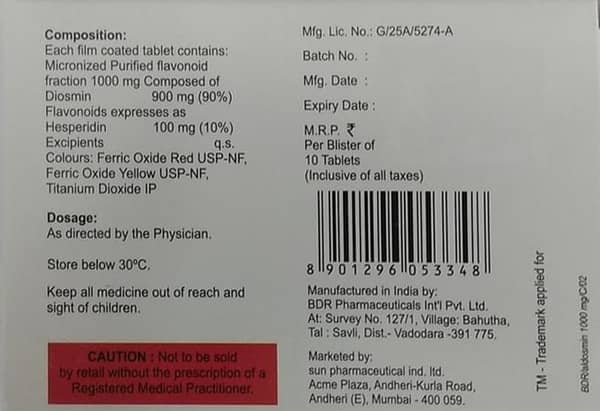 Composition:
Each film coated tablet contains:
Micronized Purified flavonoid
fraction 1000 mg Composed of
Diosmin 900 mg (90%)
Flavonoids expresses as
Hesperidin 100 mg (10%)
Excipients q.s.
Colours: Ferric Oxide Red USP-NF,
Ferric Oxide Yellow USP-NF,
Titanium Dioxide IP
Dosage:
As directed by the Physician.
Store below 30ºC.
Keep all medicine out of reach and
sight of children.
CAUTION : Not to be sold
by retail without the prescription of a
Registered Medical Practitioner.
Mfg. Lic. No.: G/25A/5274-A
Batch No. :
Mfg. Date :
Expiry Date :
M.R.P. ₹
Per Blister of
10 Tablets
(Inclusive of all taxes)
8 901296 053348
Manufactured in India by:
BDR Pharmaceuticals Int'l Pvt. Ltd.
At: Survey No. 127/1, Village: Bahutha,
Tal : Savli, Dist.- Vadodara -391 775.
Marketed by:
sun pharmaceutical ind. ltd.
Acme Plaza, Andheri-Kurla Road,
Andheri (E), Mumbai - 400 059.
TM - Trademark applied for
BDR/aldosmin 1000 mg/C/02